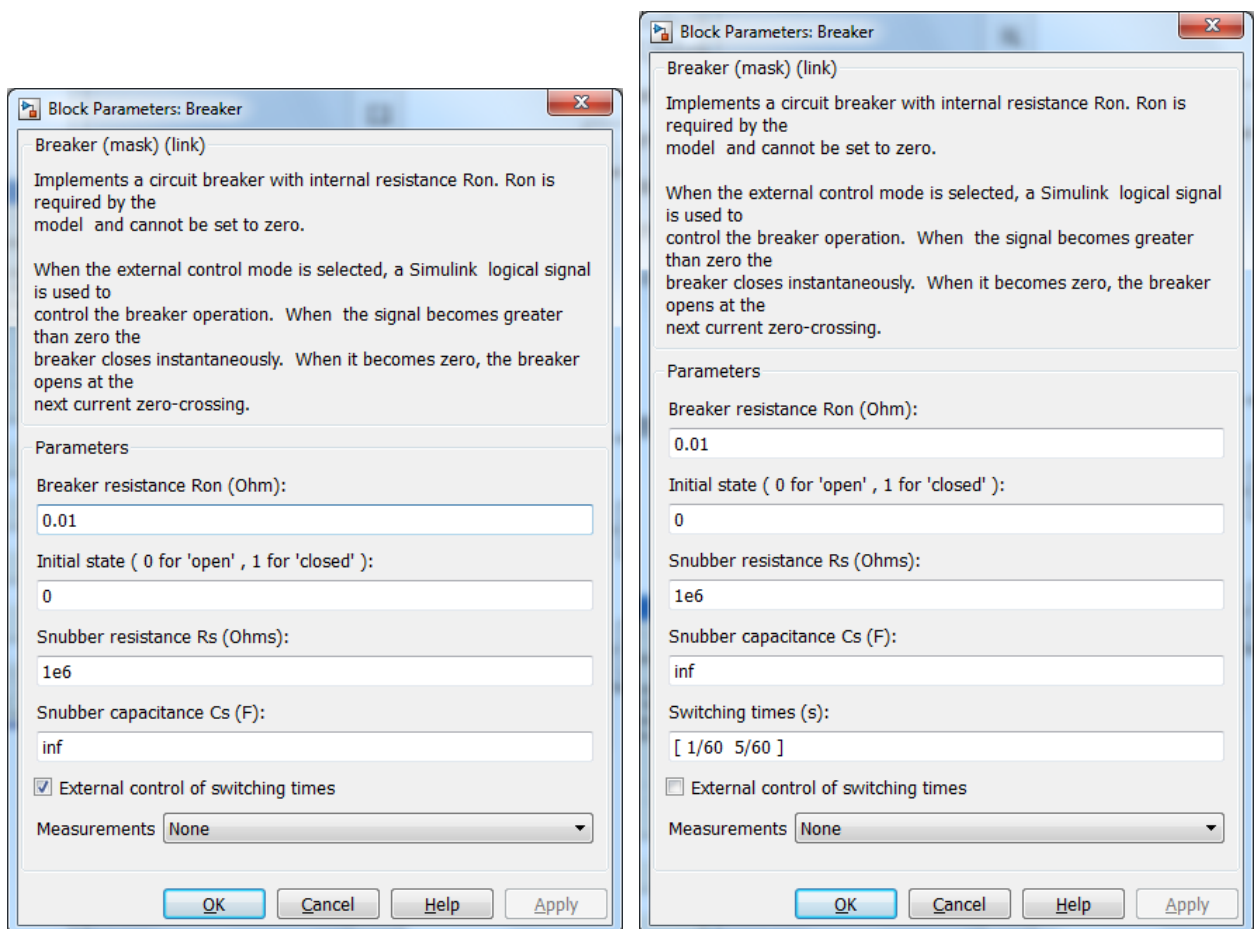 Block Parameters: Breaker
Breaker (mask) (link)
Implements a circuit breaker with internal resistance Ron. Ron is
required by the
model  and cannot be set to zero.
When the external control mode is selected, a Simulink  logical signal
is used to
control the breaker operation.  When  the signal becomes greater
than zero the
breaker closes instantaneously.  When it becomes zero, the breaker
opens at the
next current zero-crossing.
Parameters
Breaker resistance Ron (Ohm):
0.01
Initial state ( 0 for 'open' , 1 for 'closed' ):
0
Snubber resistance Rs (Ohms):
1e6
Snubber capacitance Cs (F):
inf
External control of switching times
Measurements None
OK Cancel Help Apply
Block Parameters: Breaker
Breaker (mask) (link)
Implements a circuit breaker with internal resistance Ron. Ron is
required by the
model  and cannot be set to zero.
When the external control mode is selected, a Simulink  logical signal
is used to
control the breaker operation.  When  the signal becomes greater
than zero the
breaker closes instantaneously.  When it becomes zero, the breaker
opens at the
next current zero-crossing.
Parameters
Breaker resistance Ron (Ohm):
0.01
Initial state ( 0 for 'open' , 1 for 'closed' ):
0
Snubber resistance Rs (Ohms):
1e6
Snubber capacitance Cs (F):
inf
Switching times (s):
[ 1/60  5/60 ]
External control of switching times
Measurements None
OK Cancel Help Apply